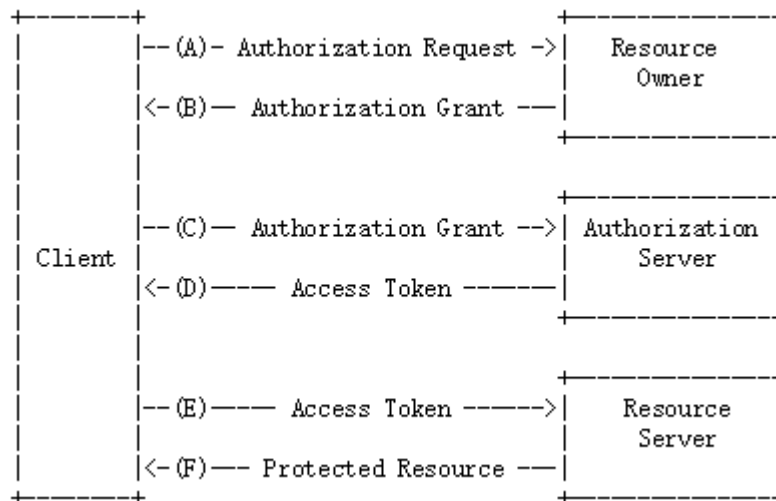 (A) Authorization Request
Resource
Owner
(B) Authorization Grant
(C) Authorization Grant
Authorization
Server
Client
(D) Access Token
(E) Access Token
Resource
Server
(F) Protected Resource